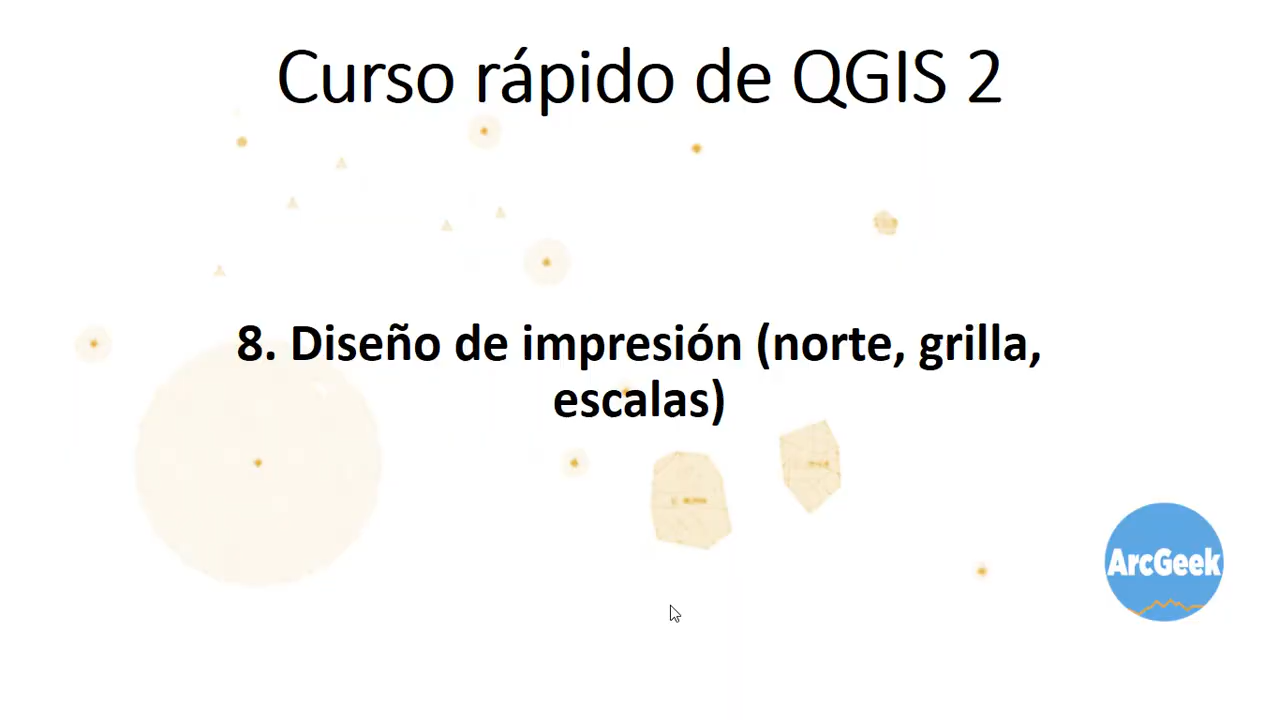 Curso rápido de QGIS 2
8. Diseño de impresión (norte, grilla,
escalas)
ArcGeek